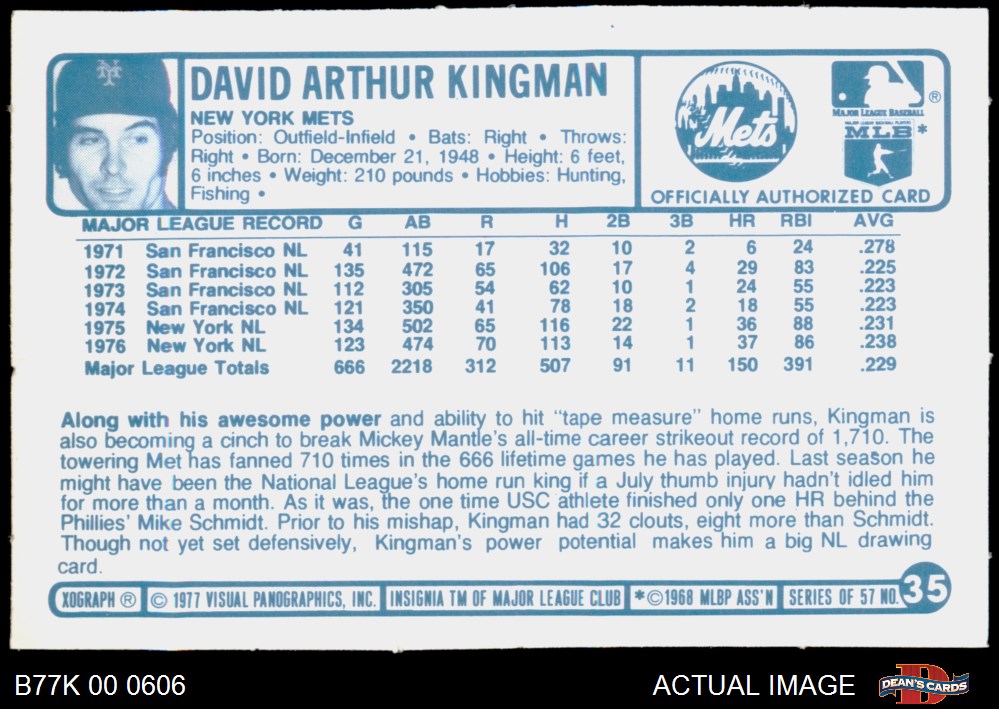 NY
DAVID ARTHUR KINGMAN
NEW YORK METS
Position: Outfield-Infield • Bats: Right • Throws:
Right • Born: December 21, 1948 • Height: 6 feet,
6 inches • Weight: 210 pounds • Hobbies: Hunting,
Fishing •
Mets
®
MAJOR LEAGUE BASEBALL
MAJOR LEAGUE BASEBALL PLAYERS
MLB *
OFFICIALLY AUTHORIZED CARD
MAJOR LEAGUE RECORD G AB R H 2B 3B HR RBI AVG
1971 San Francisco NL 41 115 17 32 10 2 6 24 .278
1972 San Francisco NL 135 472 65 106 17 4 29 83 .225
1973 San Francisco NL 112 305 54 62 10 1 24 55 .223
1974 San Francisco NL 121 350 41 78 18 2 18 55 .223
1975 New York NL 134 502 65 116 22 1 36 88 .231
1976 New York NL 123 474 70 113 14 1 37 86 .238
Major League Totals 666 2218 312 507 91 11 150 391 .229
Along with his awesome power and ability to hit "tape measure" home runs, Kingman is
also becoming a cinch to break Mickey Mantle's all-time career strikeout record of 1,710. The
towering Met has fanned 710 times in the 666 lifetime games he has played. Last season he
might have been the National League's home run king if a July thumb injury hadn't idled him
for more than a month. As it was, the one time USC athlete finished only one HR behind the
Phillies' Mike Schmidt. Prior to his mishap, Kingman had 32 clouts, eight more than Schmidt.
Though not yet set defensively, Kingman's power potential makes him a big NL drawing
card.
XOGRAPH ® © 1977 VISUAL PANOGRAPHICS, INC. INSIGNIA TM OF MAJOR LEAGUE CLUB *©1968 MLBP ASS'N SERIES OF 57 NO. 35
B77K 00 0606 ACTUAL IMAGE D DEAN'S CARDS